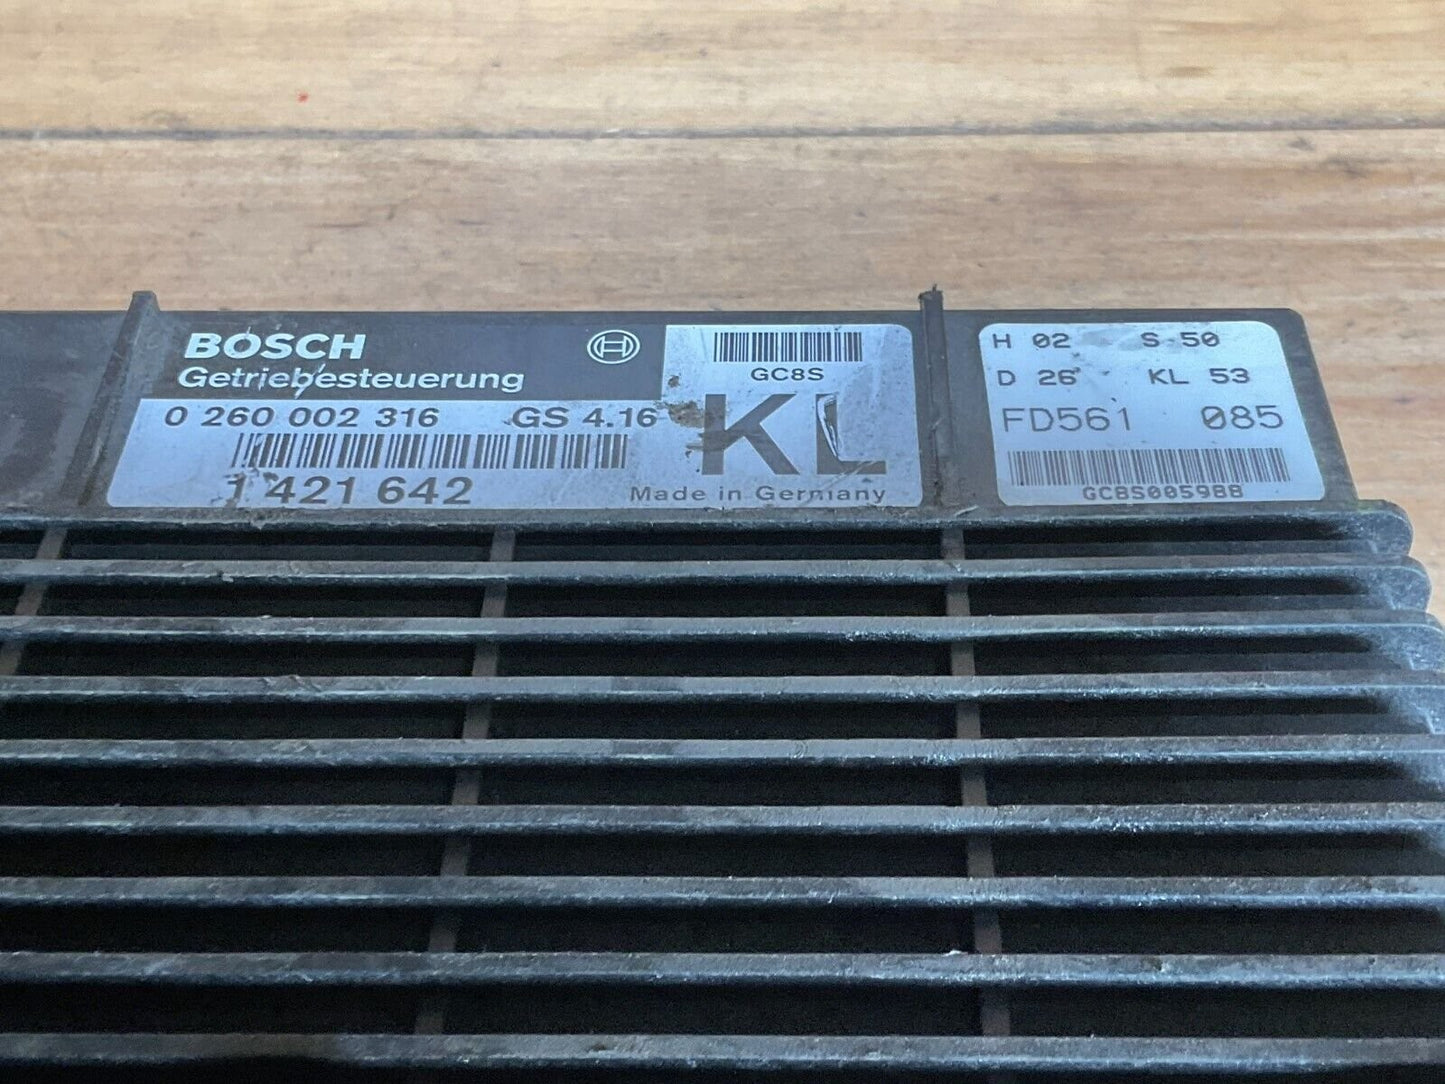 BOSCH
Getriebesteuerung
0 260 002 316 GS 4.16
1 421 642
GC8S
KL
Made in Germany
H 02 S 50
D 26 KL 53
FD561 085
GC8S005988